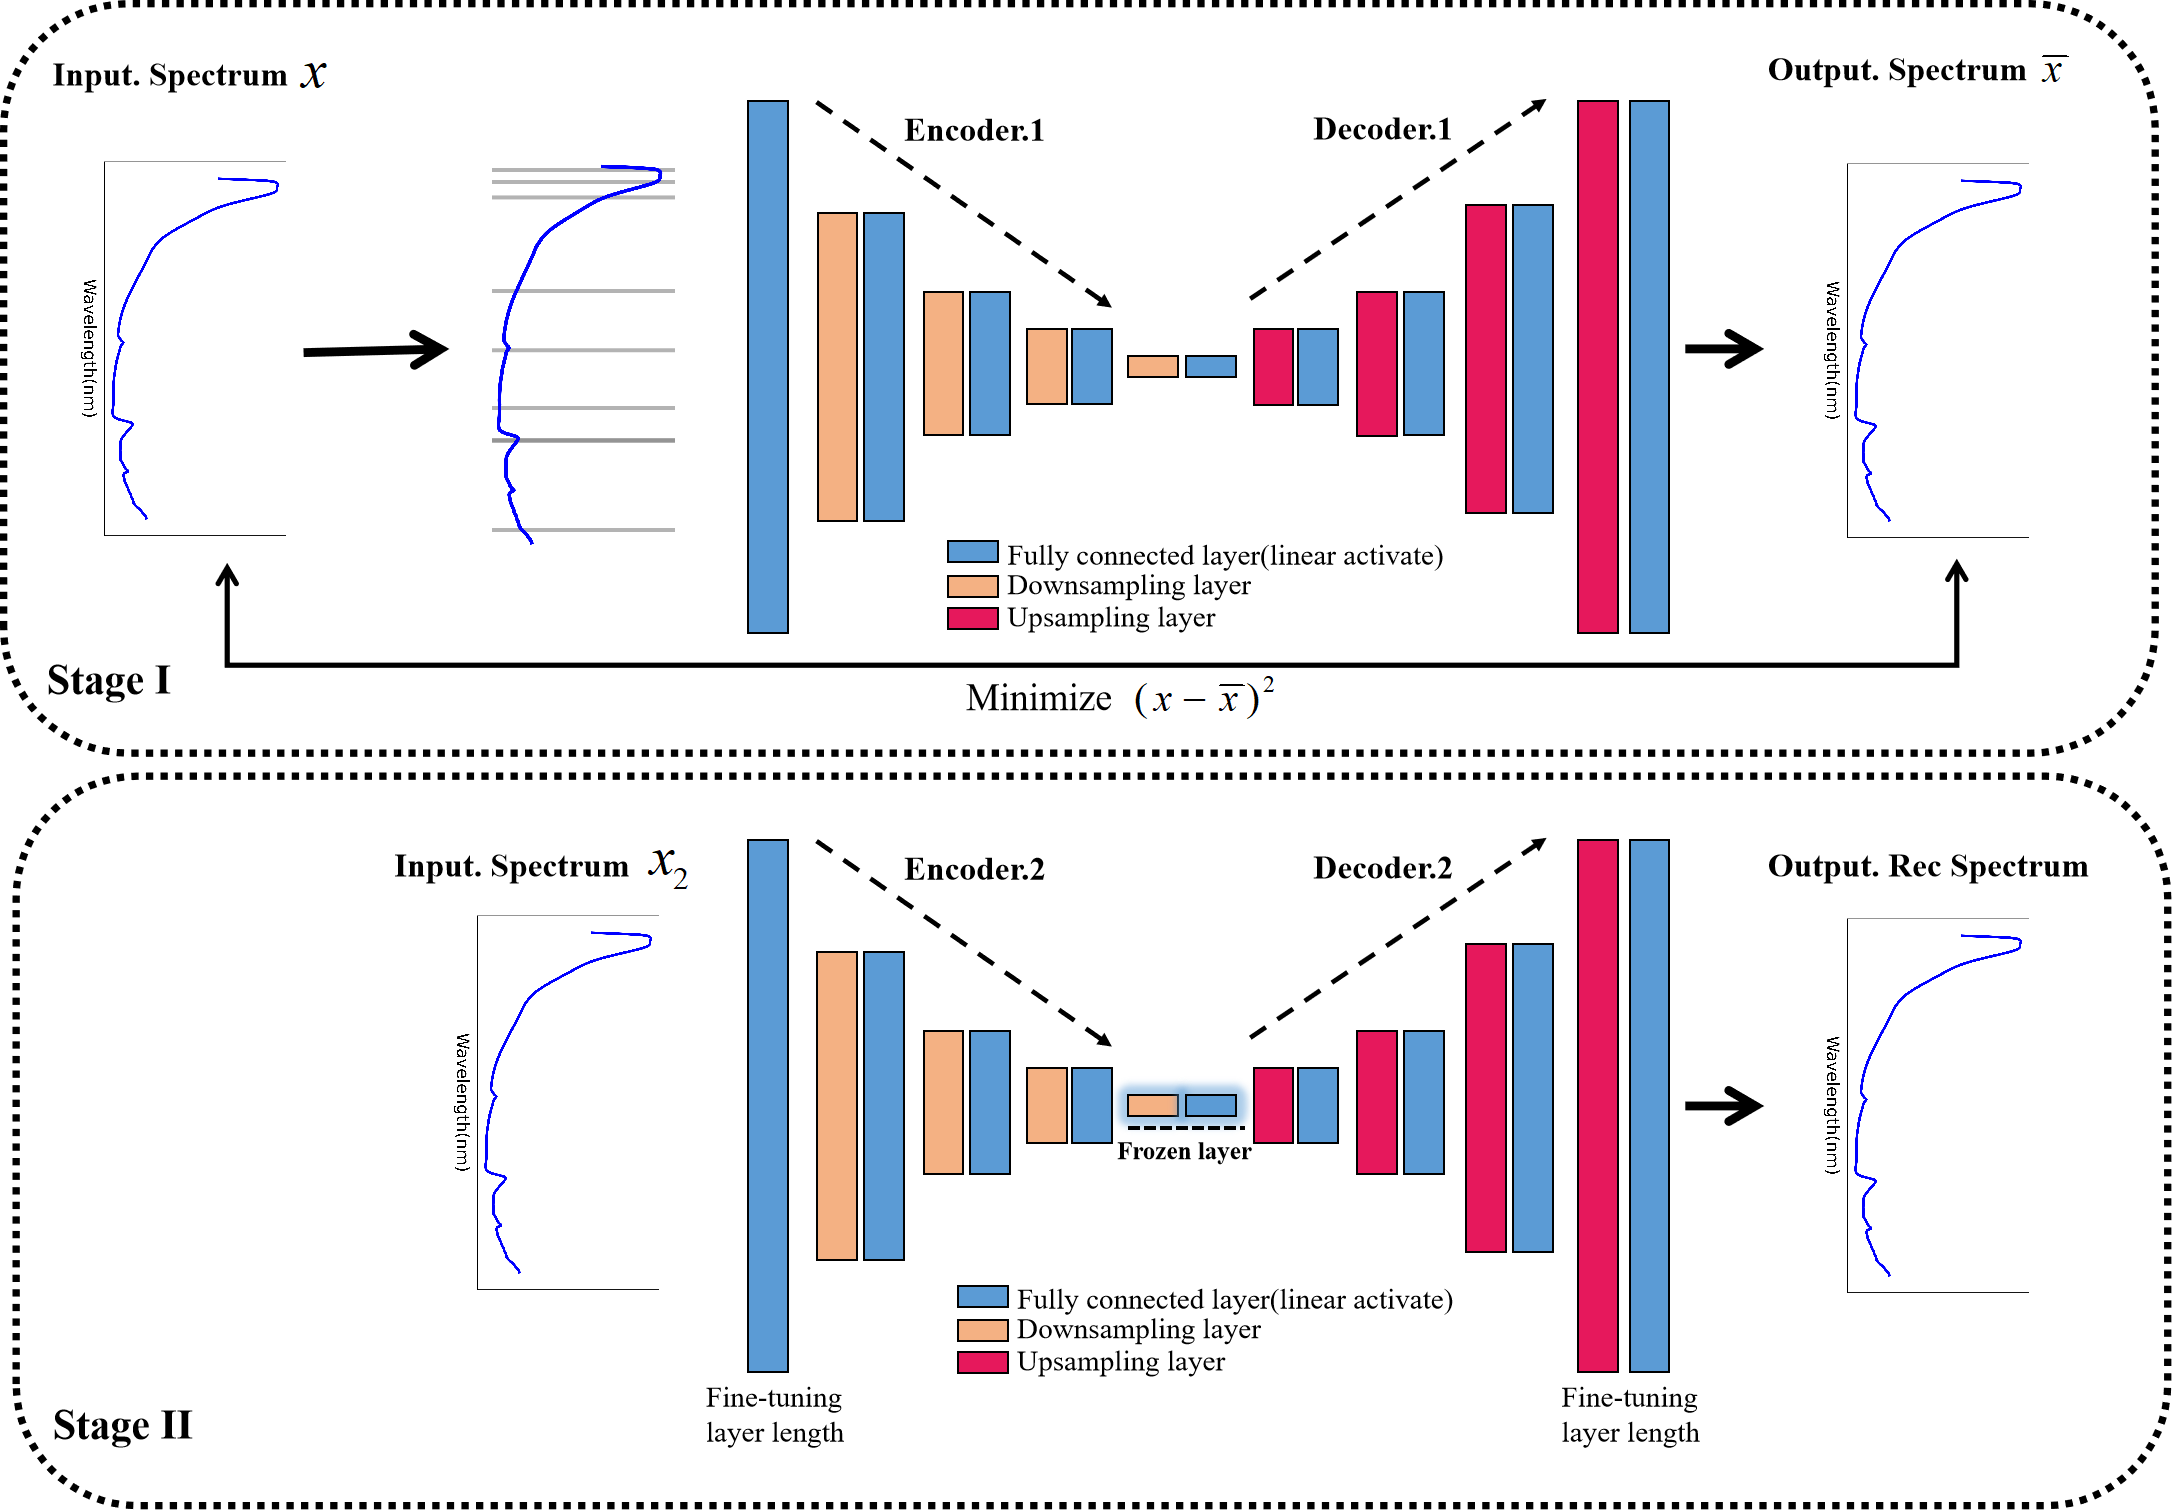 Input. Spectrum x
Output. Spectrum x̅
Encoder.1
Decoder.1
Wavelength(nm)
Wavelength(nm)
Fully connected layer(linear activate)
Downsampling layer
Upsampling layer
Stage I
Minimize (x − x̅)²
Input. Spectrum x₂
Encoder.2
Decoder.2
Output. Rec Spectrum
Wavelength(nm)
Wavelength(nm)
Frozen layer
Fully connected layer(linear activate)
Downsampling layer
Upsampling layer
Fine-tuning
layer length
Fine-tuning
layer length
Stage II